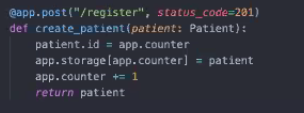 @app.post("/register", status_code=201)
def create_patient(patient: Patient):
    patient.id = app.counter
    app.storage[app.counter] = patient
    app.counter += 1
    return patient